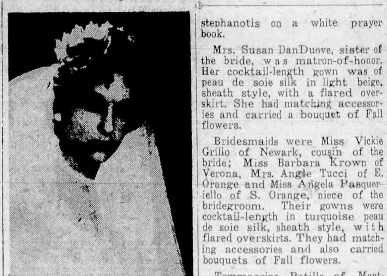 stephanotis on a white prayer
book.
Mrs. Susan DanDuove, sister of
the bride, was matron-of-honor.
Her cocktail-length gown was of
peau de soie silk in light beige,
sheath style, with a flared over-
skirt. She had matching accessor-
ies and carried a bouquet of Fall
flowers.
Bridesmaids were Miss Vickie
Grillo of Newark, cousin of the
bride; Miss Barbara Krown of
Verona, Mrs. Angle Tucci of E.
Orange and Miss Angela Pasquer-
iello of S. Orange, niece of the
bridegroom. Their gowns were
cocktail-length in turquoise peau
de soie silk, sheath style, with
flared overskirts. They had match-
ing accessories and also carried
bouquets of Fall flowers.